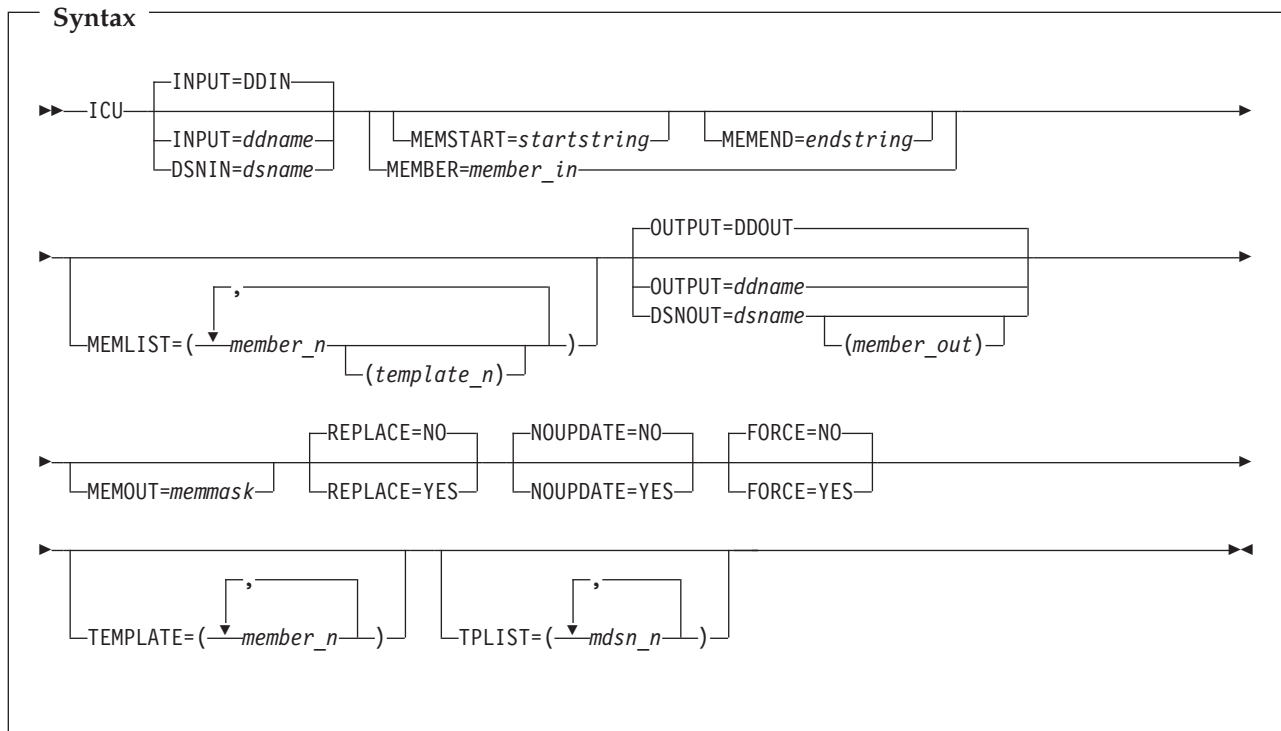 Syntax
INPUT=DDIN
ICU
INPUT=ddname
DSNIN=dsname
MEMSTART=startstring
MEMEND=endstring
MEMBER=member_in
OUTPUT=DDOUT
OUTPUT=ddname
DSNOUT=dsname
(member_out)
,
MEMLIST=( member_n )
(template_n)
REPLACE=NO
NOUPDATE=NO
FORCE=NO
MEMOUT=memmask
REPLACE=YES
NOUPDATE=YES
FORCE=YES
,
TEMPLATE=( member_n )
,
TPLIST=( mdsn_n )